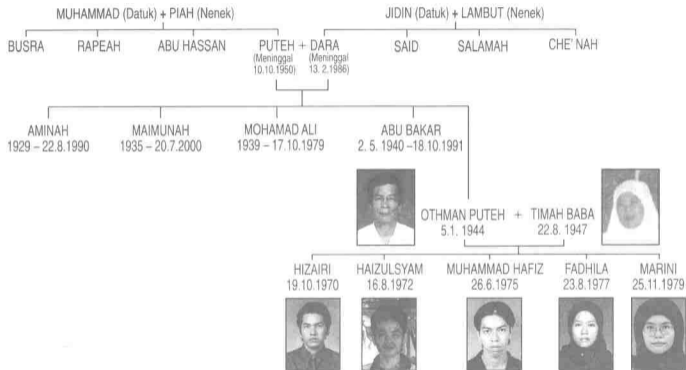 MUHAMMAD (Datuk) + PIAH (Nenek)
JIDIN (Datuk) + LAMBUT (Nenek)
BUSRA RAPEAH ABU HASSAN PUTEH + DARA SAID SALAMAH CHE' NAH
(Meninggal 10.10.1950) (Meninggal 13. 2.1986)
AMINAH
1929 – 22.8.1990
MAIMUNAH
1935 – 20.7.2000
MOHAMAD ALI
1939 – 17.10.1979
ABU BAKAR
2. 5. 1940 –18.10.1991
OTHMAN PUTEH + TIMAH BABA
5.1. 1944 22.8. 1947
HIZAIRI
19.10.1970
HAIZULSYAM
16.8.1972
MUHAMMAD HAFIZ
26.6.1975
FADHILA
23.8.1977
MARINI
25.11.1979